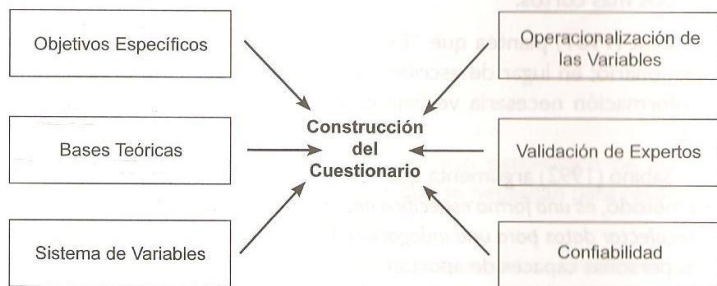 Objetivos Específicos
Bases Teóricas
Sistema de Variables
Construcción
del
Cuestionario
Operacionalización de
las Variables
Validación de Expertos
Confiabilidad